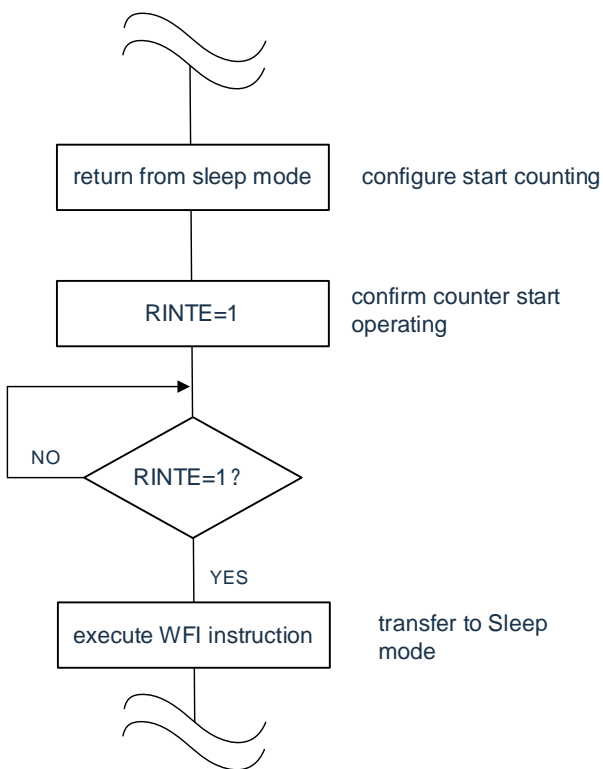 return from sleep mode
configure start counting
RINTE=1
confirm counter start
operating
NO
RINTE=1?
YES
execute WFI instruction
transfer to Sleep
mode